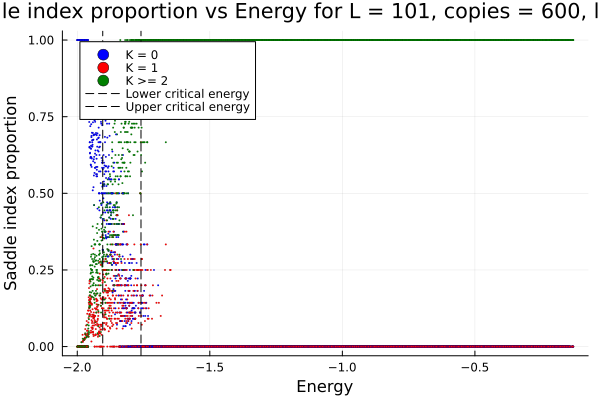 le index proportion vs Energy for L = 101, copies = 600, l
K = 0
K = 1
K >= 2
Lower critical energy
Upper critical energy
Saddle index proportion
1.00
0.75
0.50
0.25
0.00
−2.0 −1.5 −1.0 −0.5
Energy